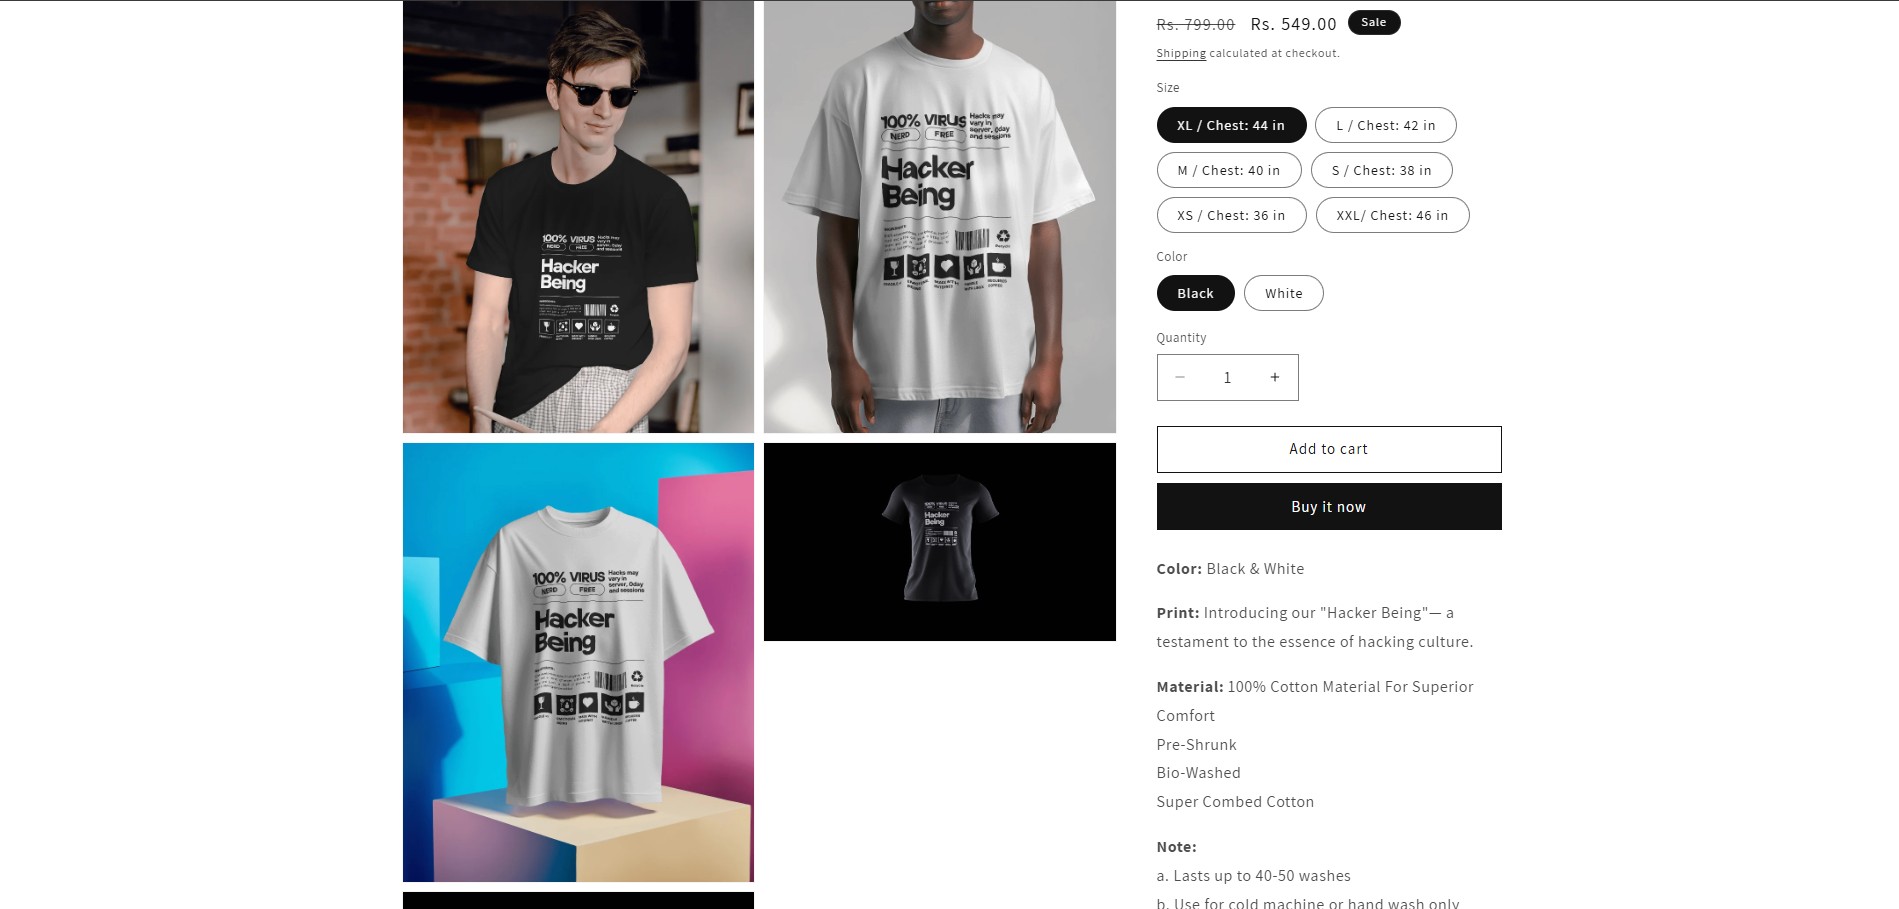 100% VIRUS
Hacks may
vary in
server, 0day
and sessions
NERD
FREE
Hacker
Being
100% VIRUS
Hacks may
vary in
server, 0day
and sessions
NERD
FREE
Hacker
Being
100% VIRUS
Hacks may
vary in
server, 0day
and sessions
NERD
FREE
Hacker
Being
100% VIRUS
Hacker
Being
Rs. 799.00 Rs. 549.00 Sale
Shipping calculated at checkout.
Size
XL / Chest: 44 in
L / Chest: 42 in
M / Chest: 40 in
S / Chest: 38 in
XS / Chest: 36 in
XXL/ Chest: 46 in
Color
Black
White
Quantity
− 1 +
Add to cart
Buy it now
Color: Black & White
Print: Introducing our "Hacker Being"— a
testament to the essence of hacking culture.
Material: 100% Cotton Material For Superior
Comfort
Pre-Shrunk
Bio-Washed
Super Combed Cotton
Note:
a. Lasts up to 40-50 washes
b. Use for cold machine or hand wash only